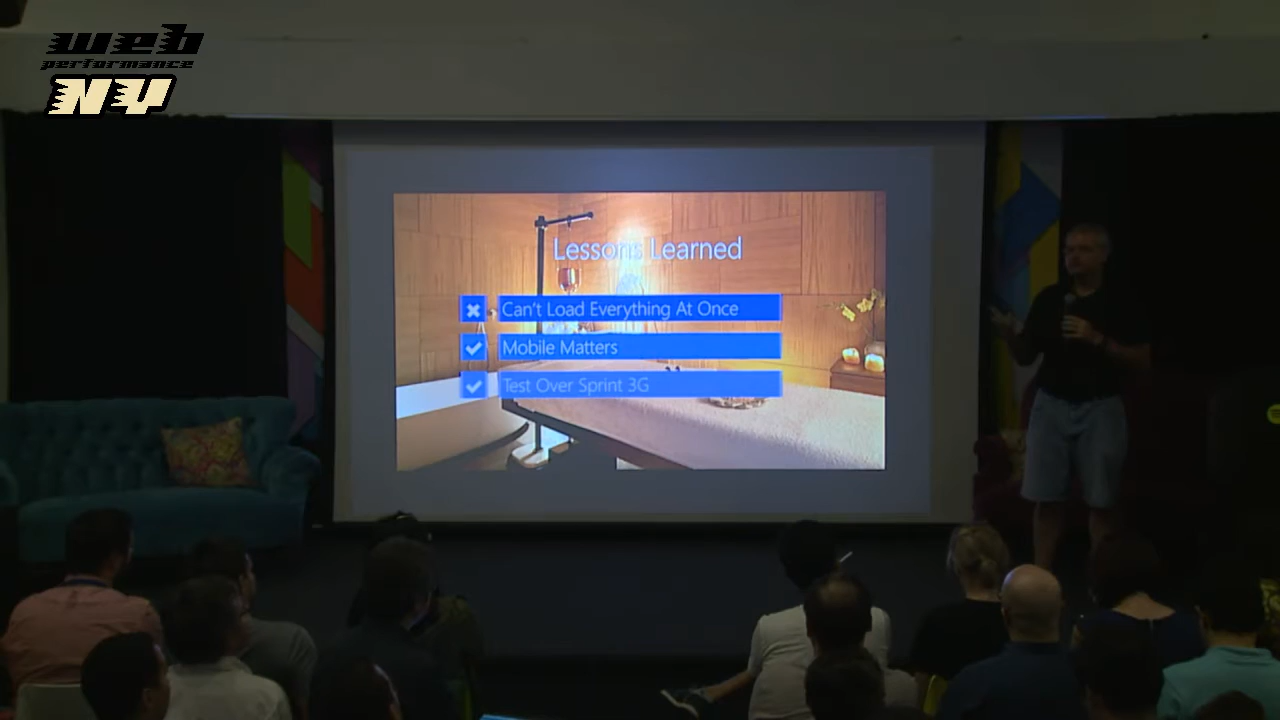 web
performance
NY
Lessons Learned
Can't Load Everything At Once
Mobile Matters
Test Over Sprint 3G